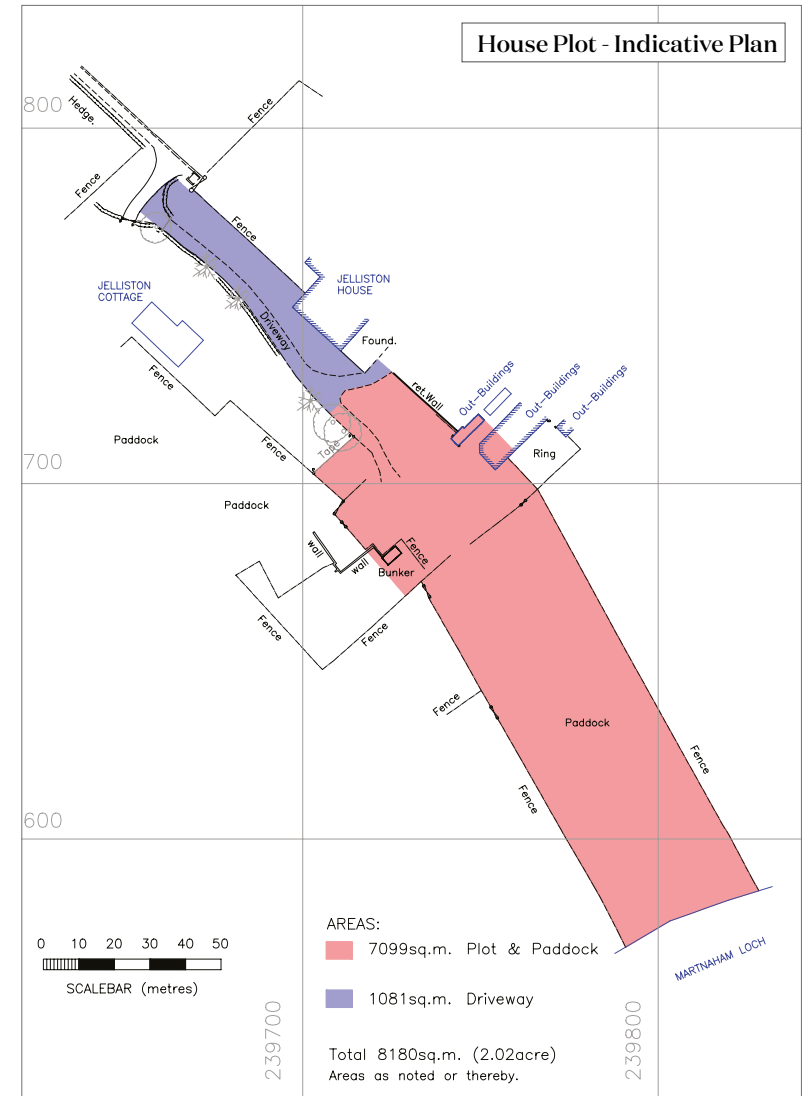 House Plot - Indicative Plan
800
Hedge.
Fence
Fence
Fence
JELLISTON
COTTAGE
JELLISTON
HOUSE
Driveway
Found.
Fence
ret.Wall
Out-Buildings
Out-Buildings
Out-Buildings
Paddock
Fence
Tope
Ring
700
Paddock
wall
wall
Fence
Bunker
Fence
Fence
Fence
Paddock
Fence
Fence
600
AREAS:
7099sq.m. Plot & Paddock
0 10 20 30 40 50
SCALEBAR (metres)
MARTNAHAM LOCH
1081sq.m. Driveway
239700
239800
Total 8180sq.m. (2.02acre)
Areas as noted or thereby.